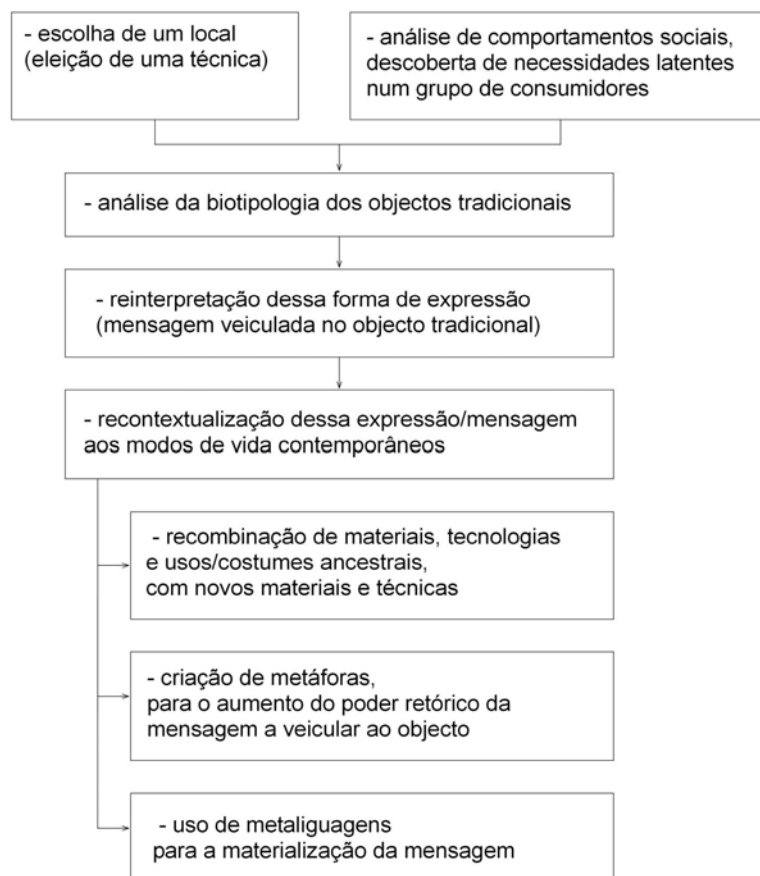 - escolha de um local
(eleição de uma técnica)
- análise de comportamentos sociais,
descoberta de necessidades latentes
num grupo de consumidores
- análise da biotipologia dos objectos tradicionais
- reinterpretação dessa forma de expressão
(mensagem veiculada no objecto tradicional)
- recontextualização dessa expressão/mensagem
aos modos de vida contemporâneos
- recombinação de materiais, tecnologias
e usos/costumes ancestrais,
com novos materiais e técnicas
- criação de metáforas,
para o aumento do poder retórico da
mensagem a veicular ao objecto
- uso de metaliguagens
para a materialização da mensagem